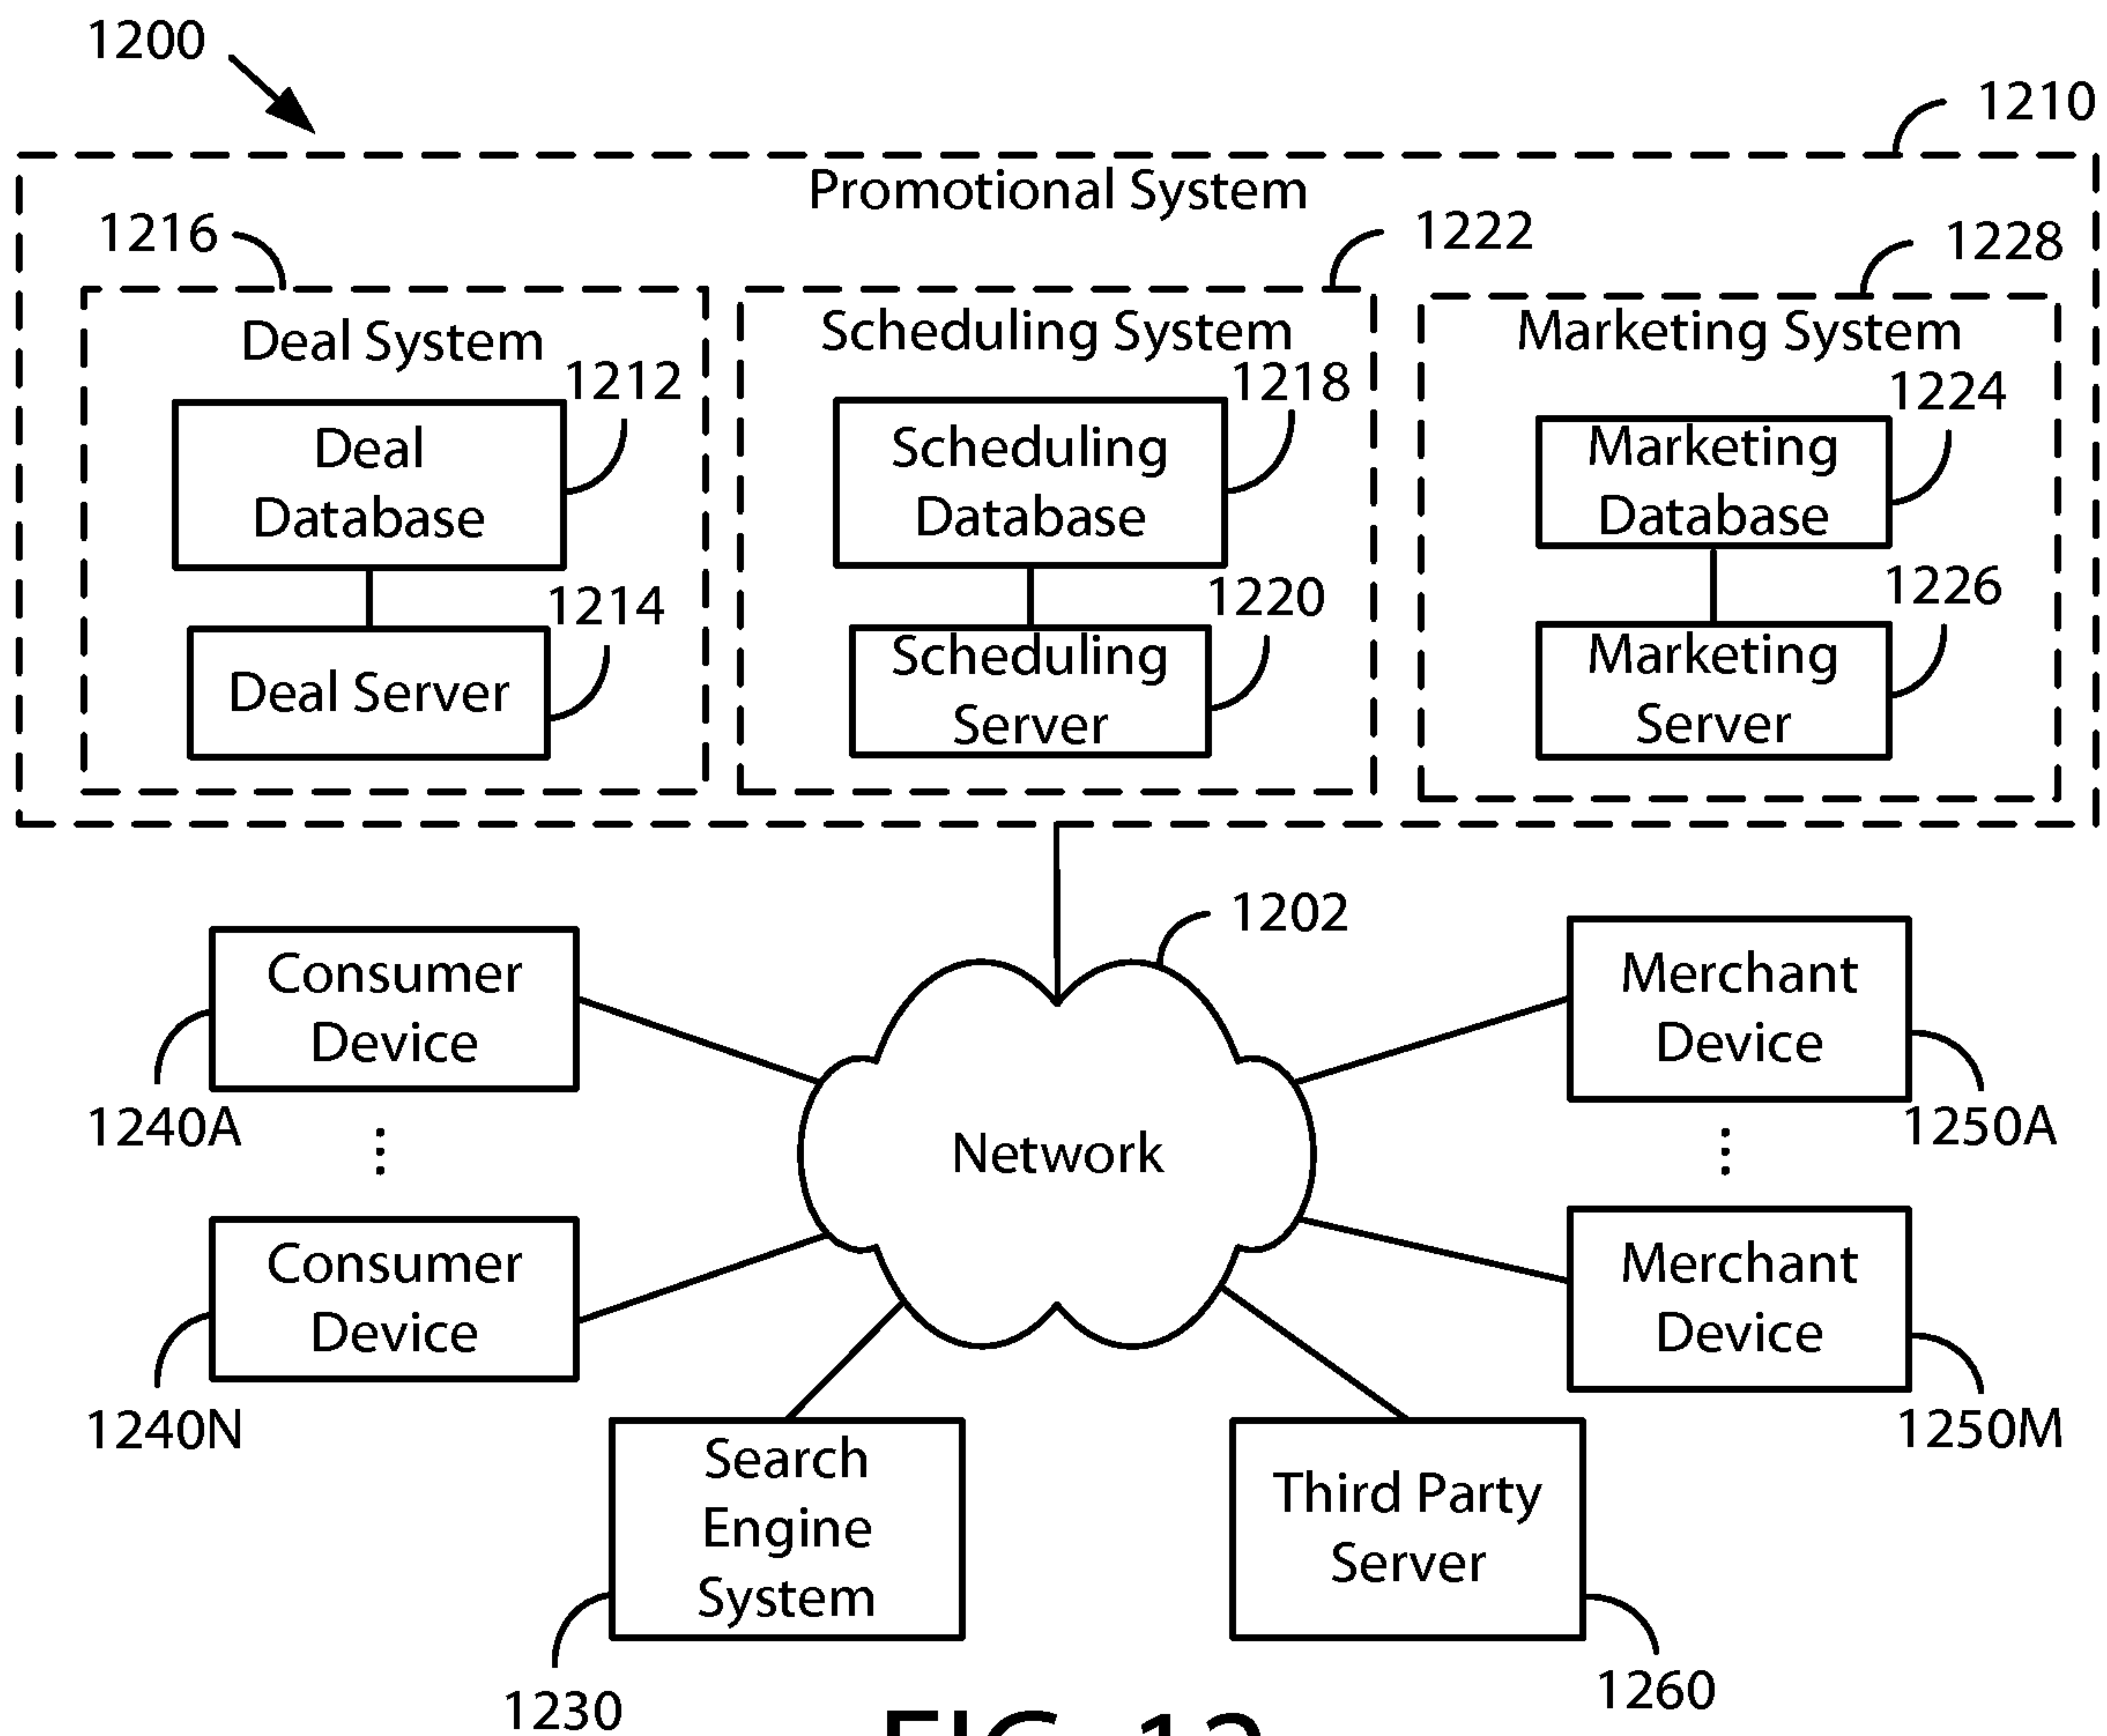 1200
1210
Promotional System
1216
1222
1228
Deal System
Scheduling System
Marketing System
1212
1218
1224
Deal
Database
Scheduling
Database
Marketing
Database
1214
1220
1226
Deal Server
Scheduling
Server
Marketing
Server
1202
Consumer
Device
Merchant
Device
1240A
1250A
Network
Consumer
Device
Merchant
Device
1240N
1250M
Search
Engine
System
Third Party
Server
1230
1260
FIG. 12